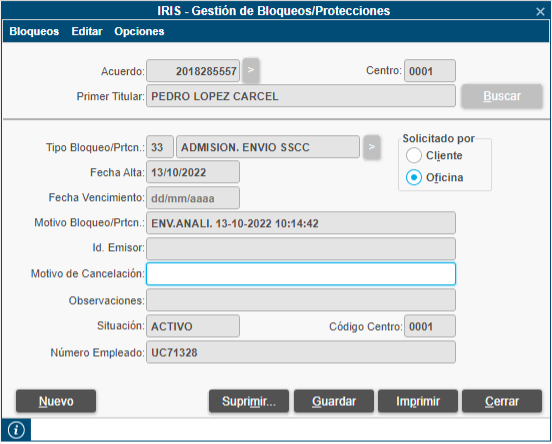 IRIS - Gestión de Bloqueos/Protecciones ×
Bloqueos Editar Opciones
Acuerdo: 2018285557 > Centro: 0001
Primer Titular: PEDRO LOPEZ CARCEL Buscar
Tipo Bloqueo/Prtcn.: 33 ADMISION. ENVIO SSCC >
Solicitado por
Cliente
Oficina
Fecha Alta: 13/10/2022
Fecha Vencimiento: dd/mm/aaaa
Motivo Bloqueo/Prtcn.: ENV.ANALI. 13-10-2022 10:14:42
Id. Emisor:
Motivo de Cancelación:
Observaciones:
Situación: ACTIVO Código Centro: 0001
Número Empleado: UC71328
Nuevo Suprimir... Guardar Imprimir Cerrar
i